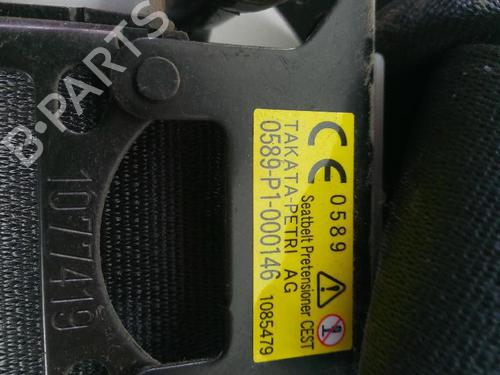 B-PARTS
CE 0589
Seatbelt Pretensioner CEST
TAKATA-PETRI AG
0589-P1-000146
1085479
1077419